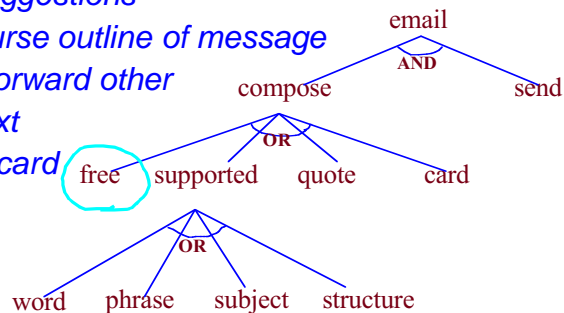 ggestions
urse outline of message
orward other
xt
card
email
AND
compose send
OR
free supported quote card
OR
word phrase subject structure